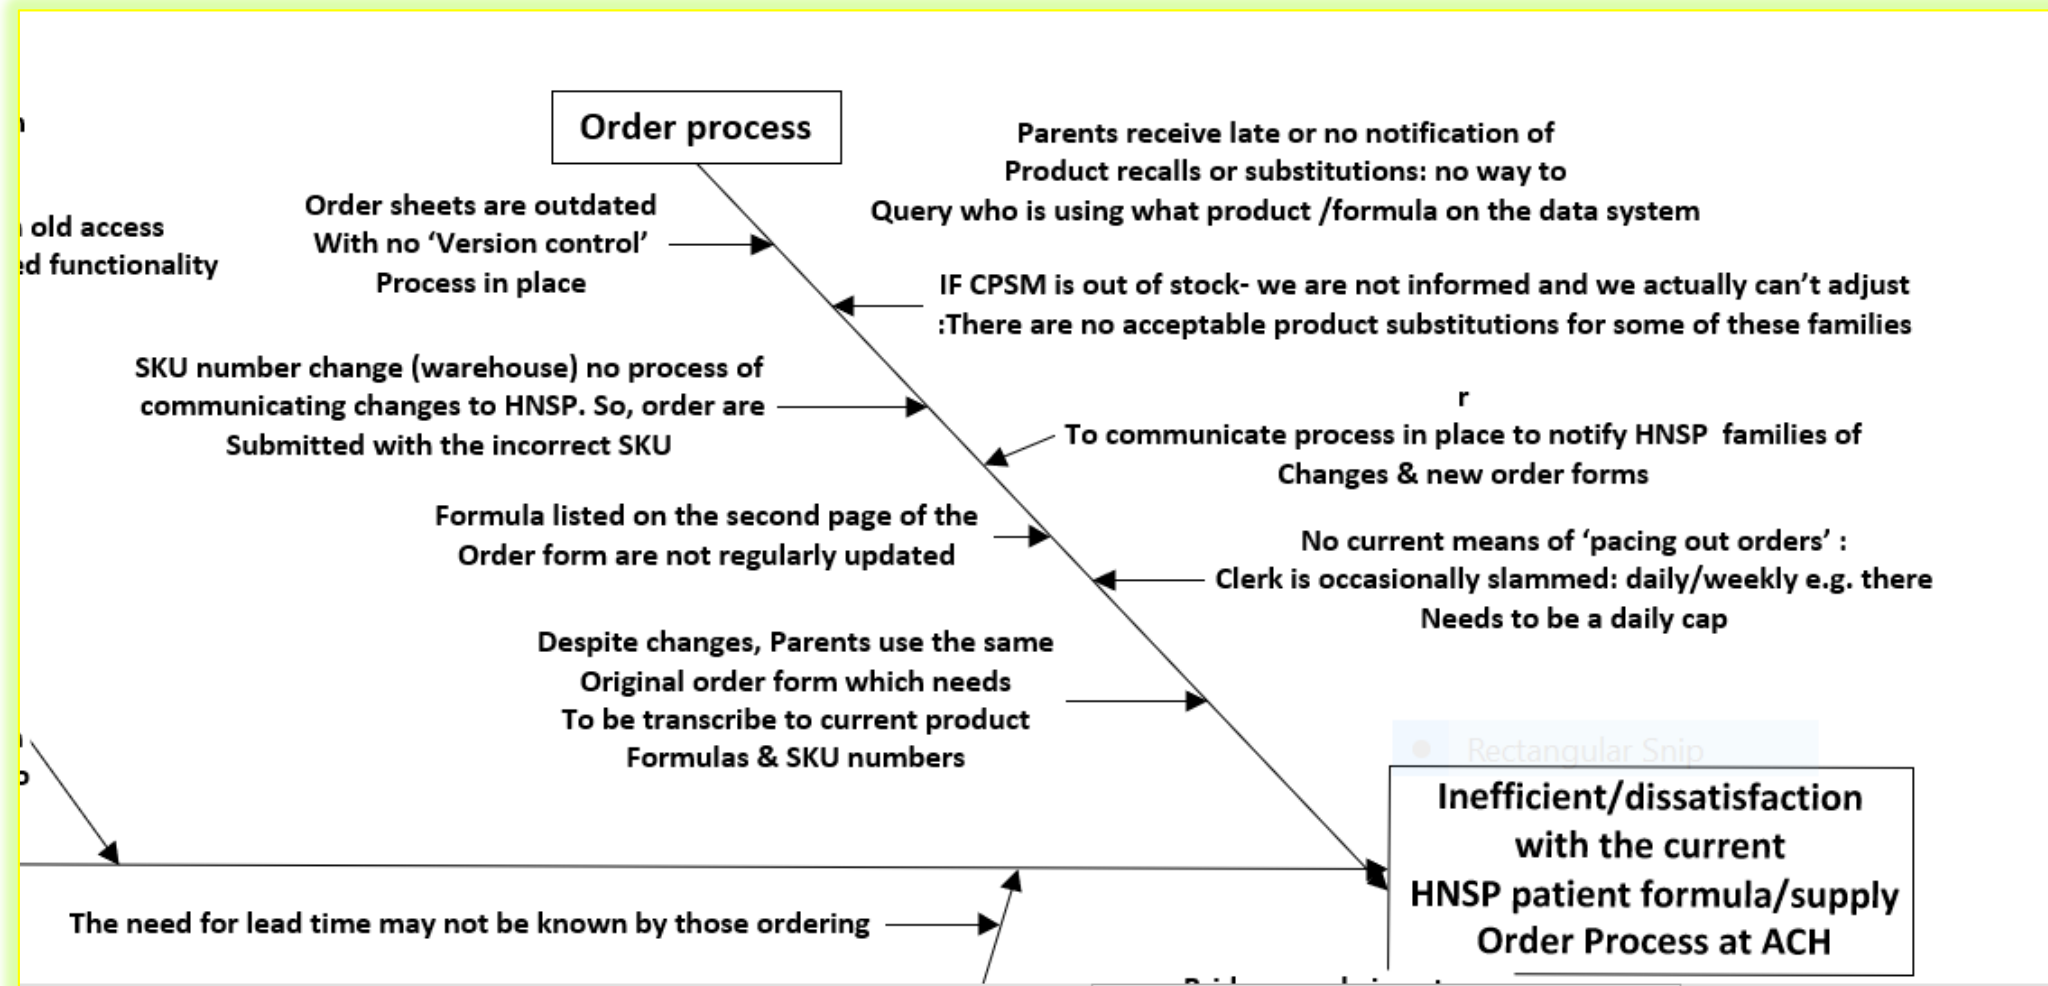 Order process
Parents receive late or no notification of
Product recalls or substitutions: no way to
Query who is using what product /formula on the data system
Order sheets are outdated
With no ‘Version control’
Process in place
old access
functionality
IF CPSM is out of stock- we are not informed and we actually can’t adjust
:There are no acceptable product substitutions for some of these families
SKU number change (warehouse) no process of
communicating changes to HNSP. So, order are
Submitted with the incorrect SKU
r
To communicate process in place to notify HNSP families of
Changes & new order forms
Formula listed on the second page of the
Order form are not regularly updated
No current means of ‘pacing out orders’ :
Clerk is occasionally slammed: daily/weekly e.g. there
Needs to be a daily cap
Despite changes, Parents use the same
Original order form which needs
To be transcribe to current product
Formulas & SKU numbers
Rectangular Snip
Inefficient/dissatisfaction
with the current
HNSP patient formula/supply
Order Process at ACH
The need for lead time may not be known by those ordering